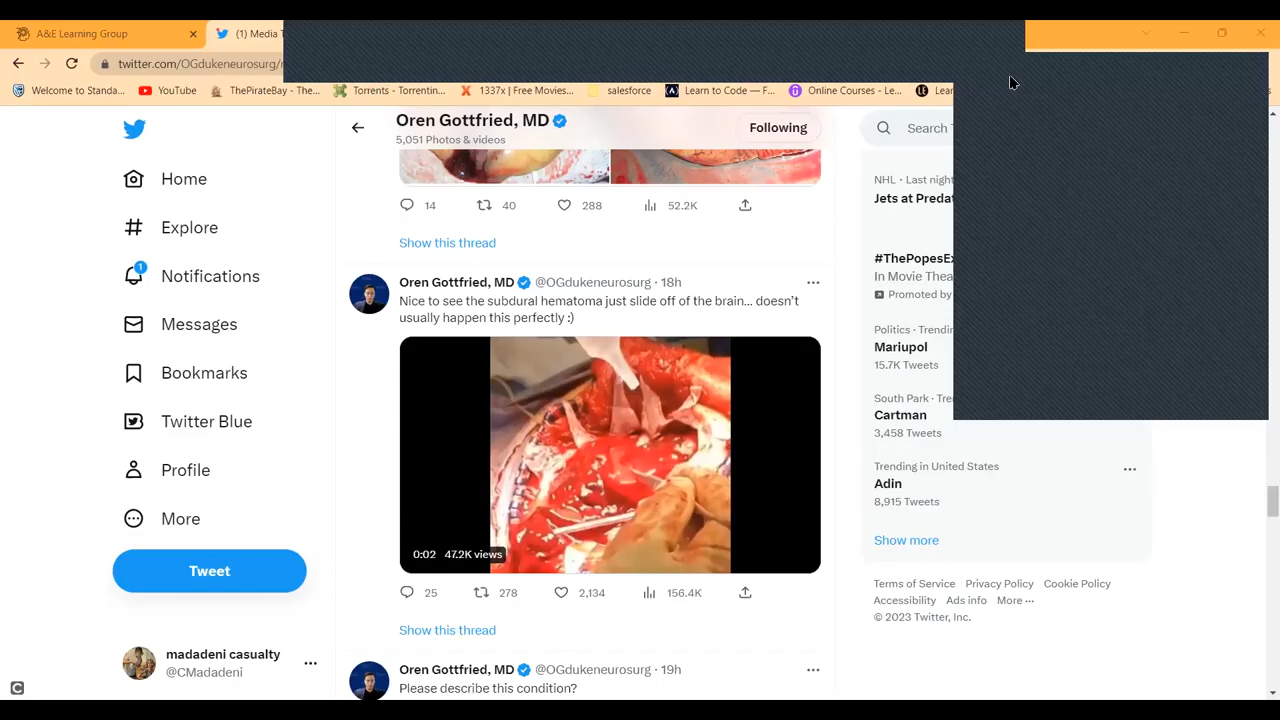 A&E Learning Group
(1) Media T
twitter.com/OGdukeneurosurg/
Welcome to Standa...
YouTube
ThePirateBay - The...
Torrents - Torrentin...
1337x | Free Movies...
salesforce
Learn to Code — F...
Online Courses - Le...
Lear
Oren Gottfried, MD
5,051 Photos & videos
Following
Search T
Home
Explore
1
Notifications
Messages
Bookmarks
Twitter Blue
Profile
More
Tweet
madadeni casualty
@CMadadeni
14
40
288
52.2K
Show this thread
Oren Gottfried, MD @OGdukeneurosurg · 18h
Nice to see the subdural hematoma just slide off of the brain... doesn't
usually happen this perfectly :)
0:02 47.2K views
25
278
2,134
156.4K
Show this thread
Oren Gottfried, MD @OGdukeneurosurg · 19h
Please describe this condition?
NHL · Last night
Jets at Predat
#ThePopesEx
In Movie Thea
Promoted by
Politics · Trendin
Mariupol
15.7K Tweets
South Park · Tre
Cartman
3,458 Tweets
Trending in United States
Adin
8,915 Tweets
Show more
Terms of Service Privacy Policy Cookie Policy
Accessibility Ads info More ...
© 2023 Twitter, Inc.